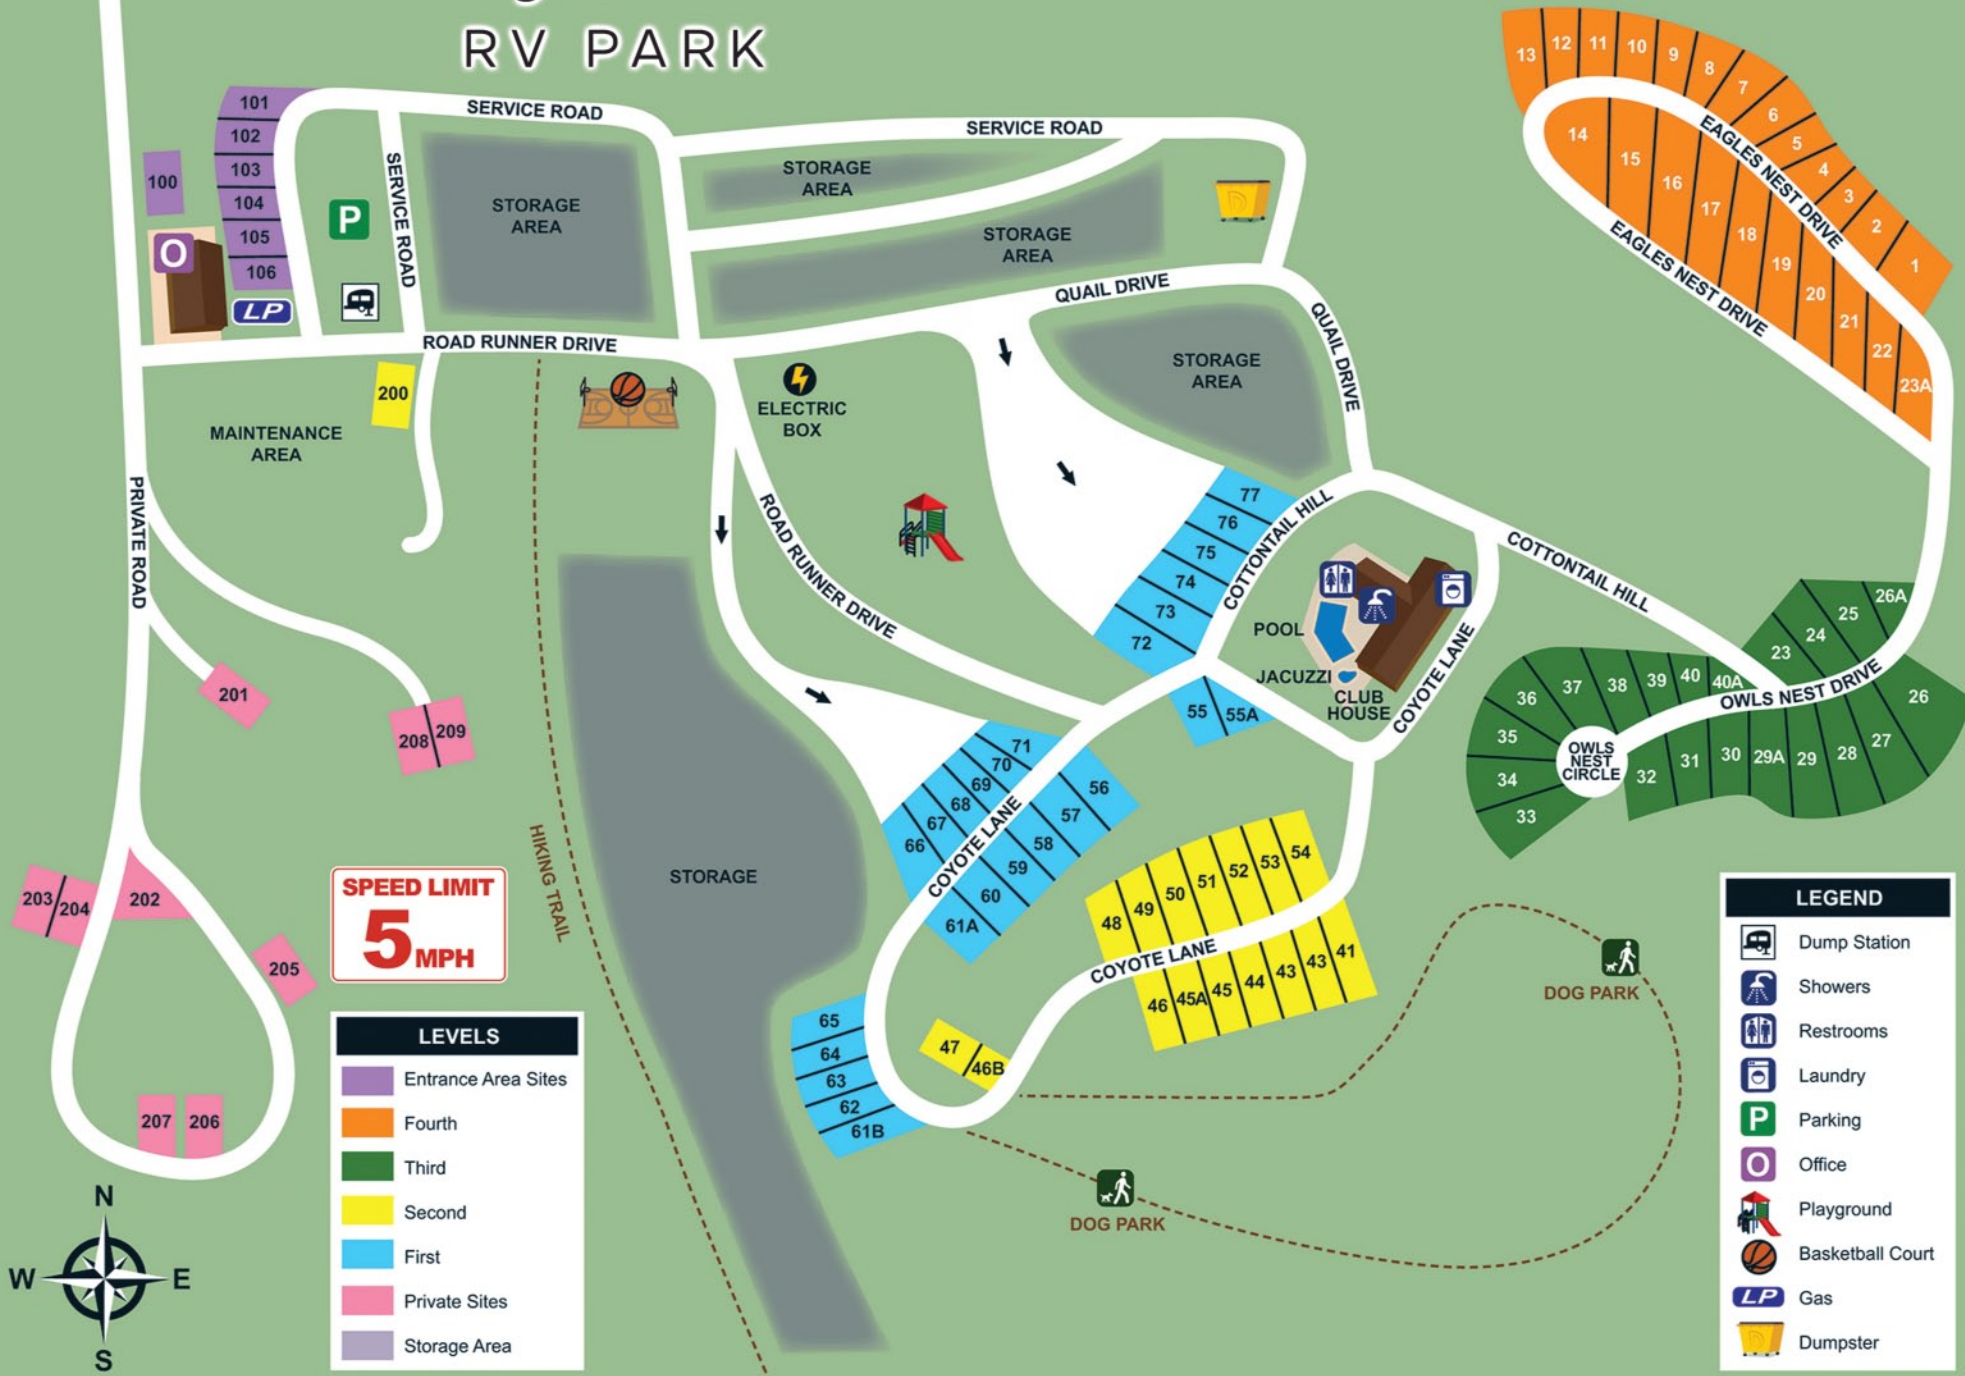 RV PARK
SERVICE ROAD
SERVICE ROAD
SERVICE ROAD
101
102
103
104
105
106
100
O
P
LP
STORAGE
AREA
STORAGE
AREA
STORAGE
AREA
STORAGE
AREA
QUAIL DRIVE
QUAIL DRIVE
ROAD RUNNER DRIVE
200
MAINTENANCE
AREA
ELECTRIC
BOX
PRIVATE ROAD
ROAD RUNNER DRIVE
13
12
11
10
9
8
7
6
5
4
3
2
1
EAGLES NEST DRIVE
14
15
16
17
18
19
20
21
22
23A
EAGLES NEST DRIVE
77
76
75
74
73
72
COTTONTAIL HILL
COTTONTAIL HILL
POOL
JACUZZI
CLUB
HOUSE
COYOTE LANE
55
55A
201
208
209
26A
25
24
23
40A
40
39
38
37
36
35
34
33
OWLS
NEST
CIRCLE
OWLS NEST DRIVE
32
31
30
29A
29
28
27
26
71
70
69
68
67
66
COYOTE LANE
56
57
58
59
60
61A
STORAGE
HIKING TRAIL
203
204
202
205
207
206
SPEED LIMIT
5 MPH
54
53
52
51
50
49
48
COYOTE LANE
46
45A
45
44
43
43
41
47
46B
65
64
63
62
61B
DOG PARK
DOG PARK
LEVELS
Entrance Area Sites
Fourth
Third
Second
First
Private Sites
Storage Area
N
W
E
S
LEGEND
Dump Station
Showers
Restrooms
Laundry
P Parking
O Office
Playground
Basketball Court
LP Gas
Dumpster